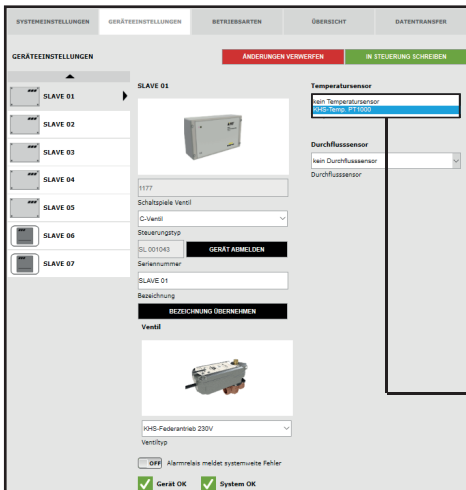 SYSTEMEINSTELLUNGEN GERÄTEEINSTELLUNGEN BETRIEBSARTEN ÜBERSICHT DATENTRANSFER
GERÄTEEINSTELLUNGEN
ÄNDERUNGEN VERWERFEN IN STEUERUNG SCHREIBEN
SLAVE 01
SLAVE 02
SLAVE 03
SLAVE 04
SLAVE 05
SLAVE 06
SLAVE 07
SLAVE 01
1177
Schaltspiele Ventil
C-Ventil
Steuerungstyp
SL 001043 GERÄT ABMELDEN
Seriennummer
SLAVE 01
Bezeichnung
BEZEICHNUNG ÜBERNEHMEN
Ventil
KHS-Federantrieb 230V
Ventiltyp
OFF Alarmrelais meldet systemweite Fehler
Gerät OK System OK
Temperatursensor
kein Temperatursensor
KHS-Temp. PT1000
Durchflusssensor
kein Durchflusssensor
Durchflusssensor